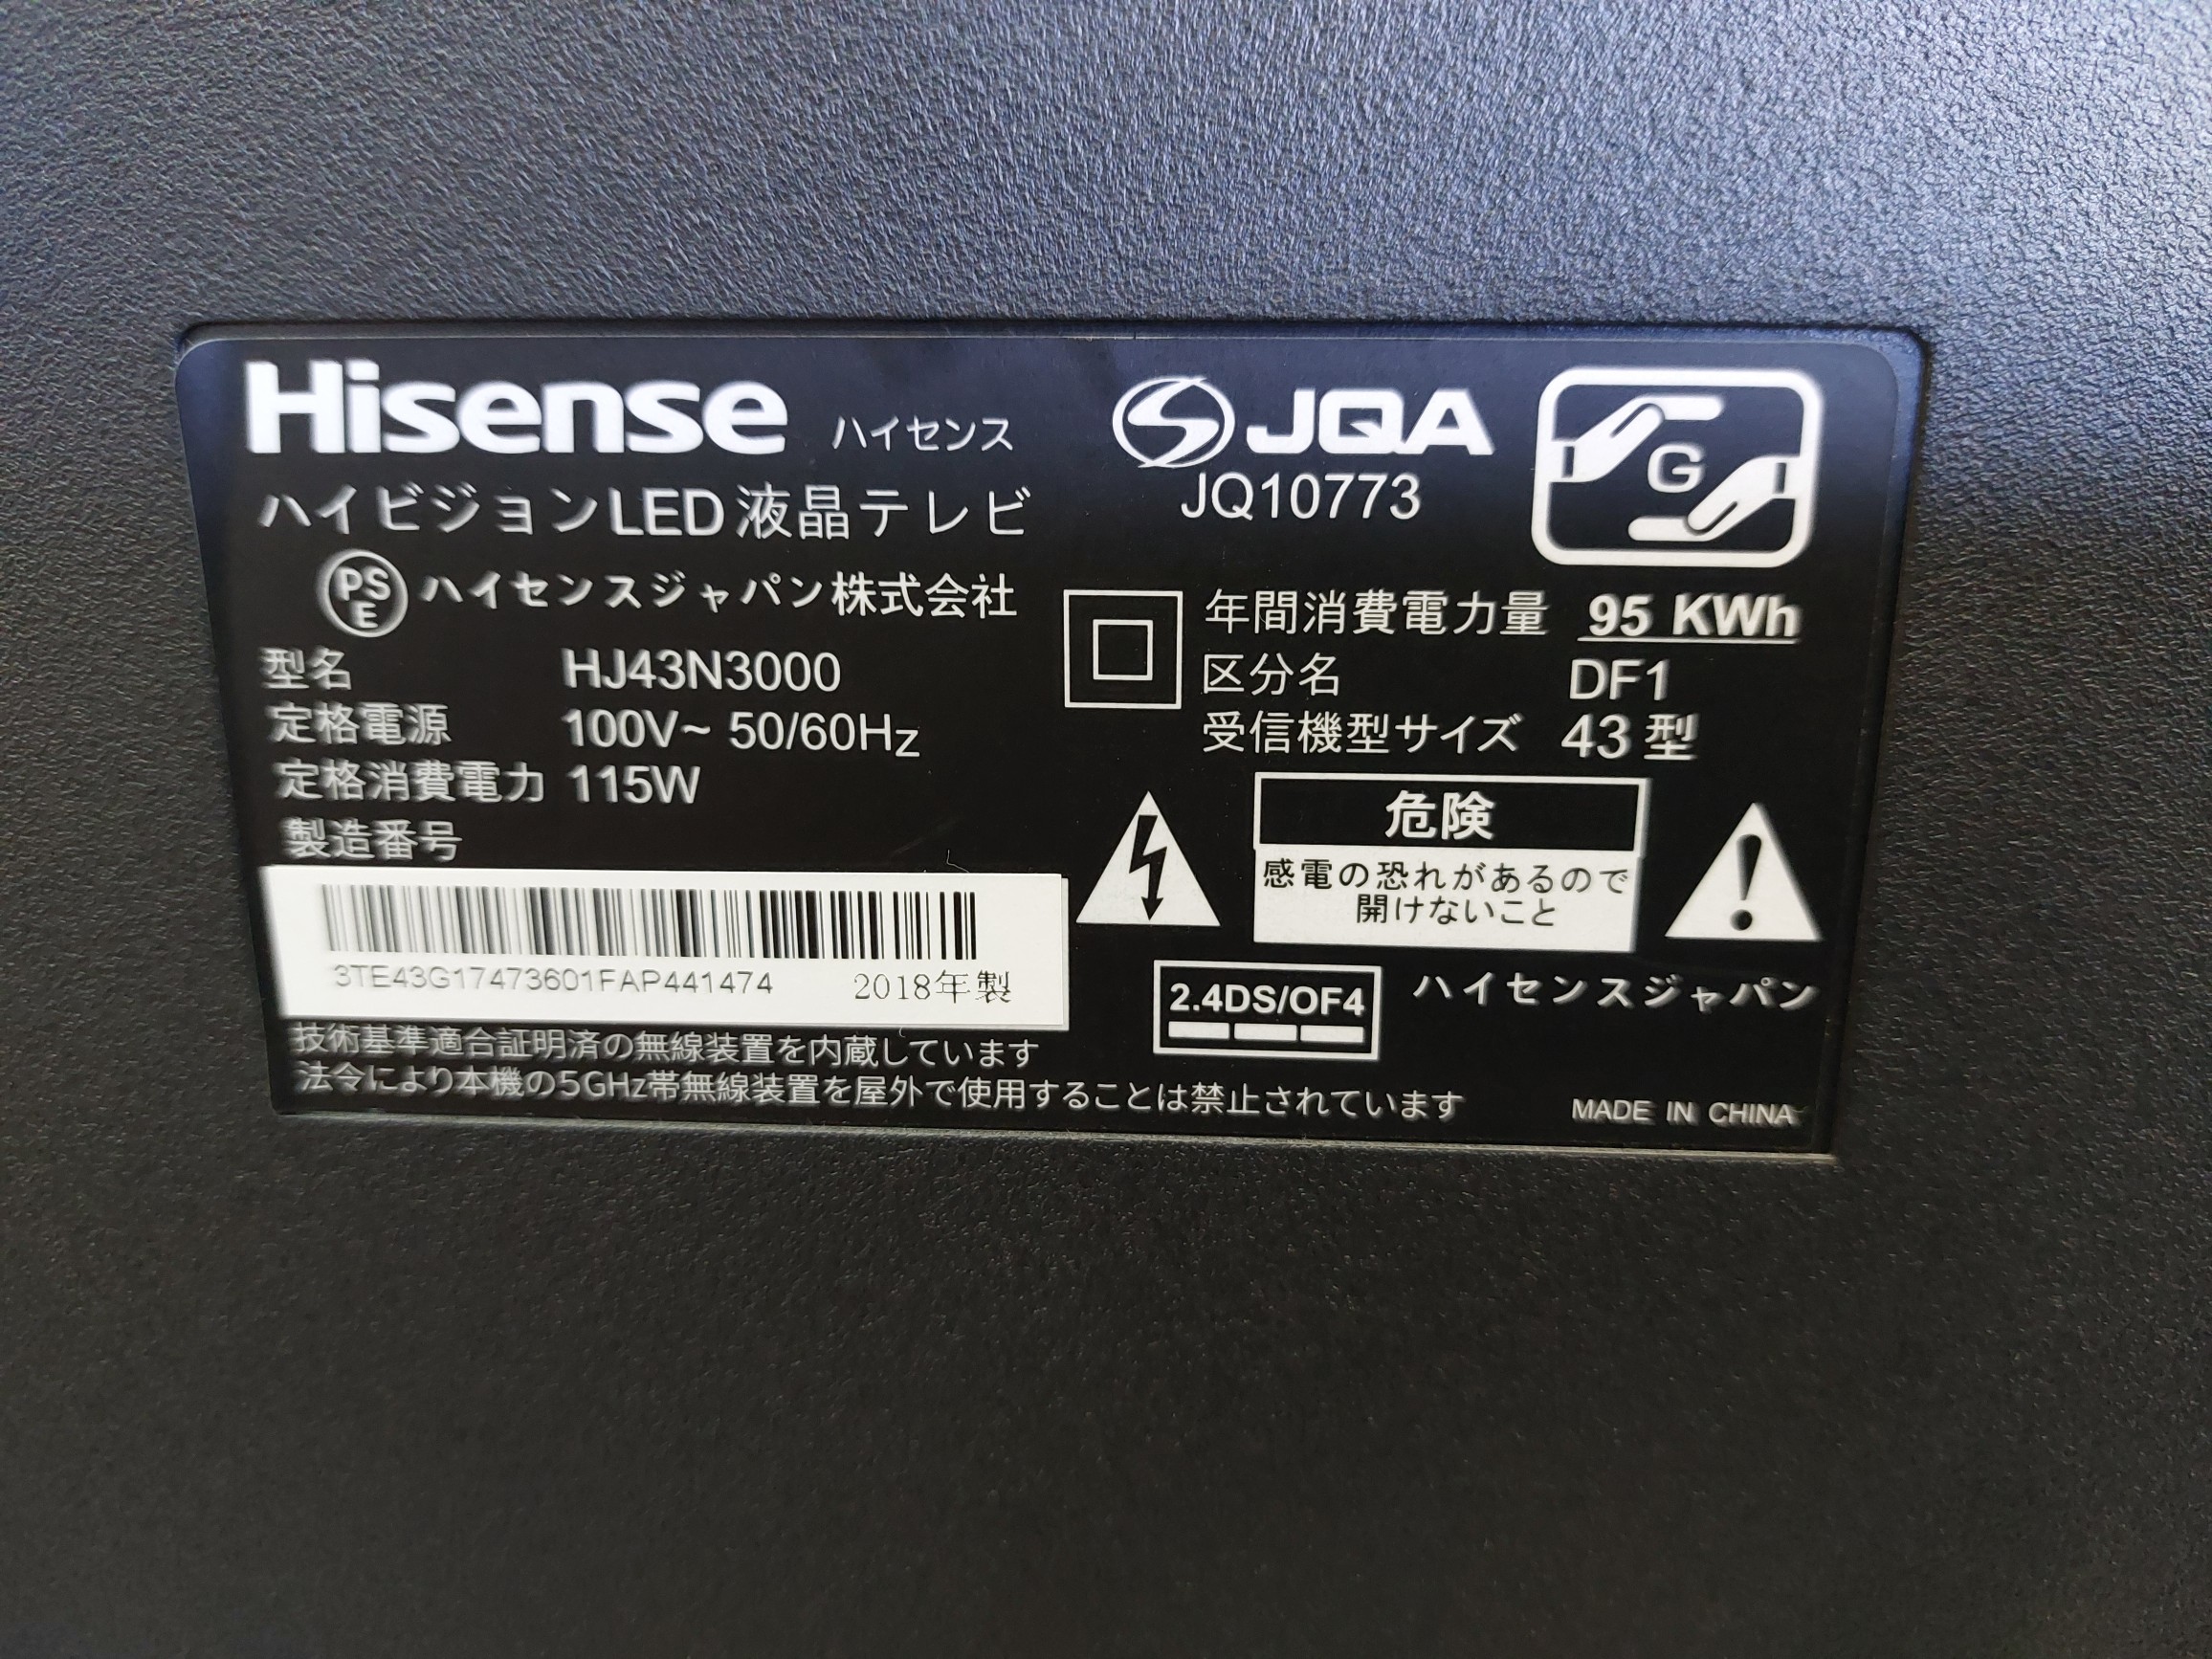 Hisense ハイセンス
ハイビジョンLED液晶テレビ
PSE ハイセンスジャパン株式会社
型名 HJ43N3000
定格電源 100V~ 50/60Hz
定格消費電力 115W
製造番号
3TE43G17473601FAP441474 2018年製
技術基準適合証明済の無線装置を内蔵しています
法令により本機の5GHz帯無線装置を屋外で使用することは禁止されています
JQA
JQ10773
G
年間消費電力量 95 KWh
区分名 DF1
受信機型サイズ 43型
危険
感電の恐れがあるので
開けないこと
2.4DS/OF4
ハイセンスジャパン
MADE IN CHINA